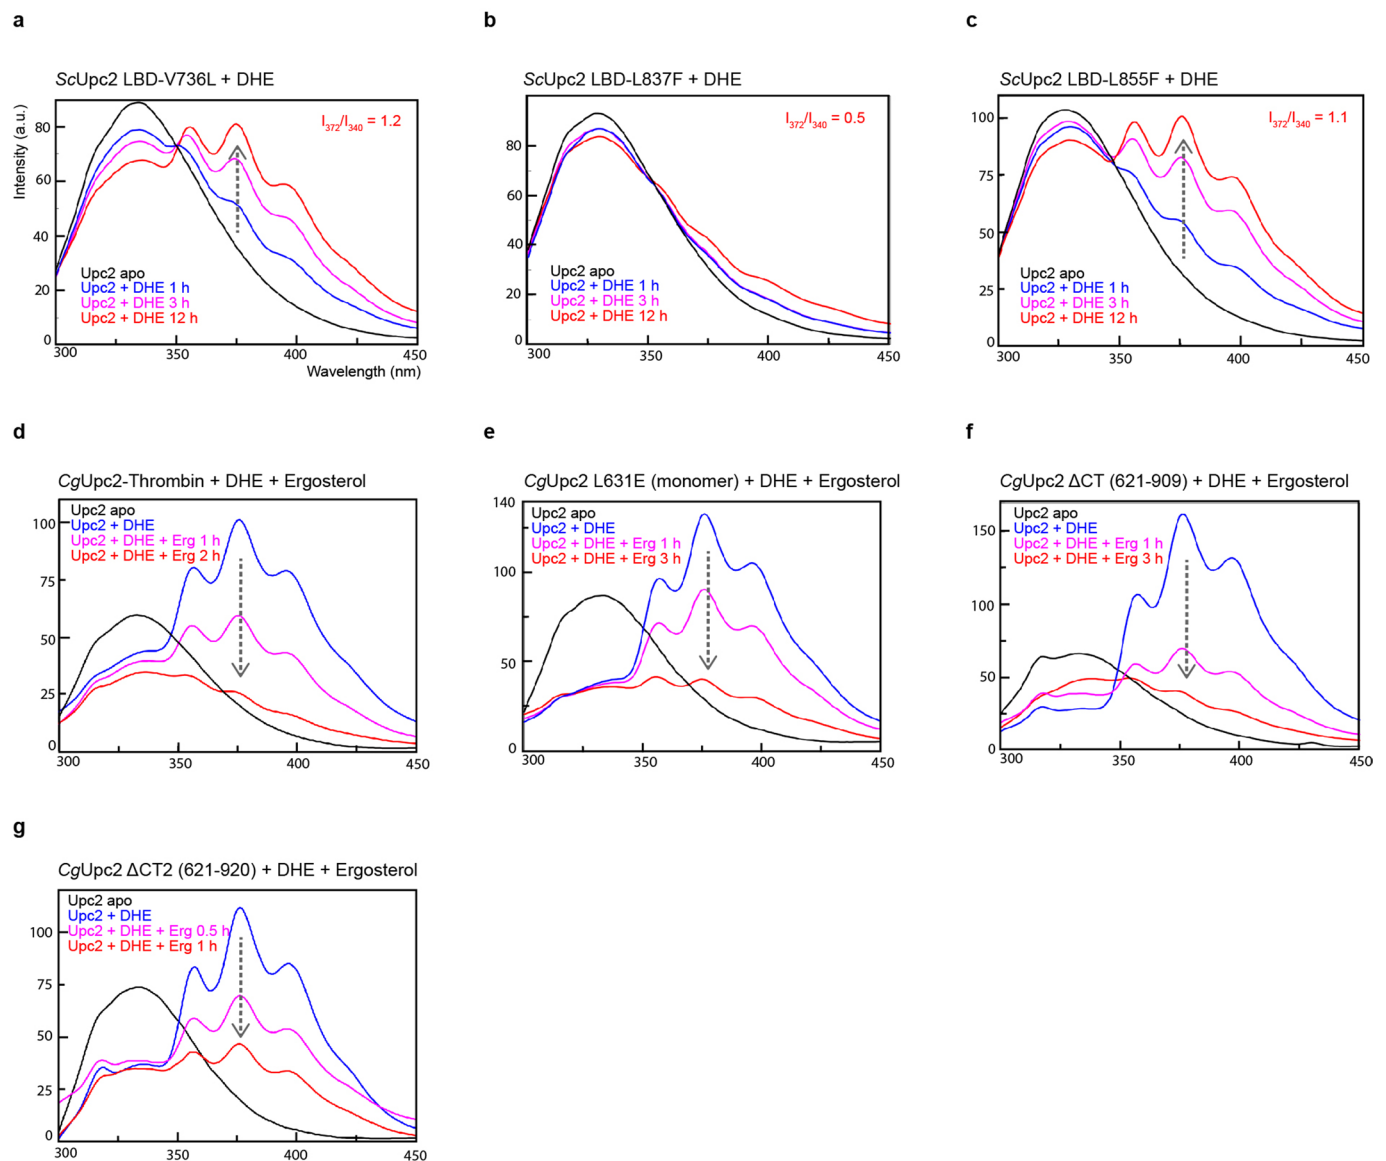 a
ScUpc2 LBD-V736L + DHE
I372/I340 = 1.2
Intensity (a.u.)
80
60
40
20
0
Upc2 apo
Upc2 + DHE 1 h
Upc2 + DHE 3 h
Upc2 + DHE 12 h
300 350 400 450
Wavelength (nm)
b
ScUpc2 LBD-L837F + DHE
I372/I340 = 0.5
80
60
40
20
0
Upc2 apo
Upc2 + DHE 1 h
Upc2 + DHE 3 h
Upc2 + DHE 12 h
300 350 400 450
c
ScUpc2 LBD-L855F + DHE
I372/I340 = 1.1
100
75
50
25
0
Upc2 apo
Upc2 + DHE 1 h
Upc2 + DHE 3 h
Upc2 + DHE 12 h
300 350 400 450
d
CgUpc2-Thrombin + DHE + Ergosterol
Upc2 apo
Upc2 + DHE
Upc2 + DHE + Erg 1 h
Upc2 + DHE + Erg 2 h
100
75
50
25
0
300 350 400 450
e
CgUpc2 L631E (monomer) + DHE + Ergosterol
Upc2 apo
Upc2 + DHE
Upc2 + DHE + Erg 1 h
Upc2 + DHE + Erg 3 h
140
100
50
0
300 350 400 450
f
CgUpc2 ΔCT (621-909) + DHE + Ergosterol
Upc2 apo
Upc2 + DHE
Upc2 + DHE + Erg 1 h
Upc2 + DHE + Erg 3 h
150
100
50
0
300 350 400 450
g
CgUpc2 ΔCT2 (621-920) + DHE + Ergosterol
Upc2 apo
Upc2 + DHE
Upc2 + DHE + Erg 0.5 h
Upc2 + DHE + Erg 1 h
100
75
50
25
0
300 350 400 450